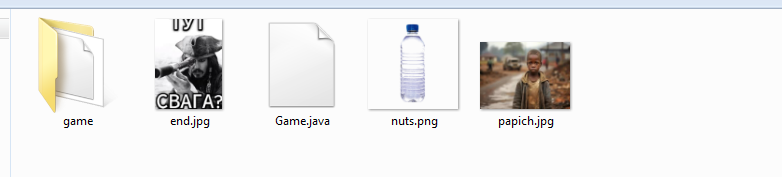 ТУТ
СВАГА?
game
end.jpg
Game.java
nuts.png
papich.jpg